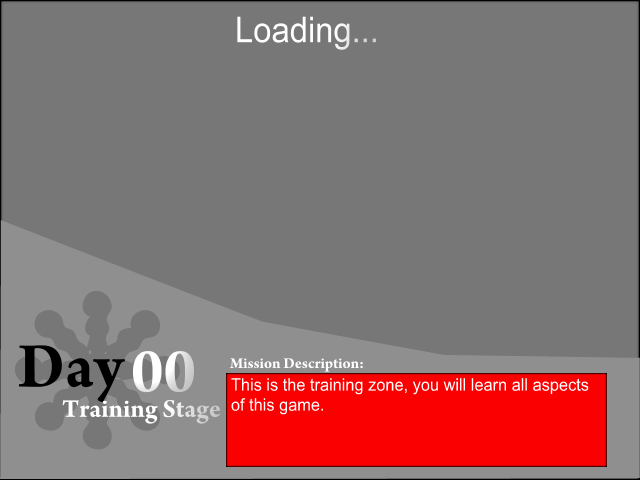 Loading...
Day 00
Training Stage
Mission Description:
This is the training zone, you will learn all aspects
of this game.